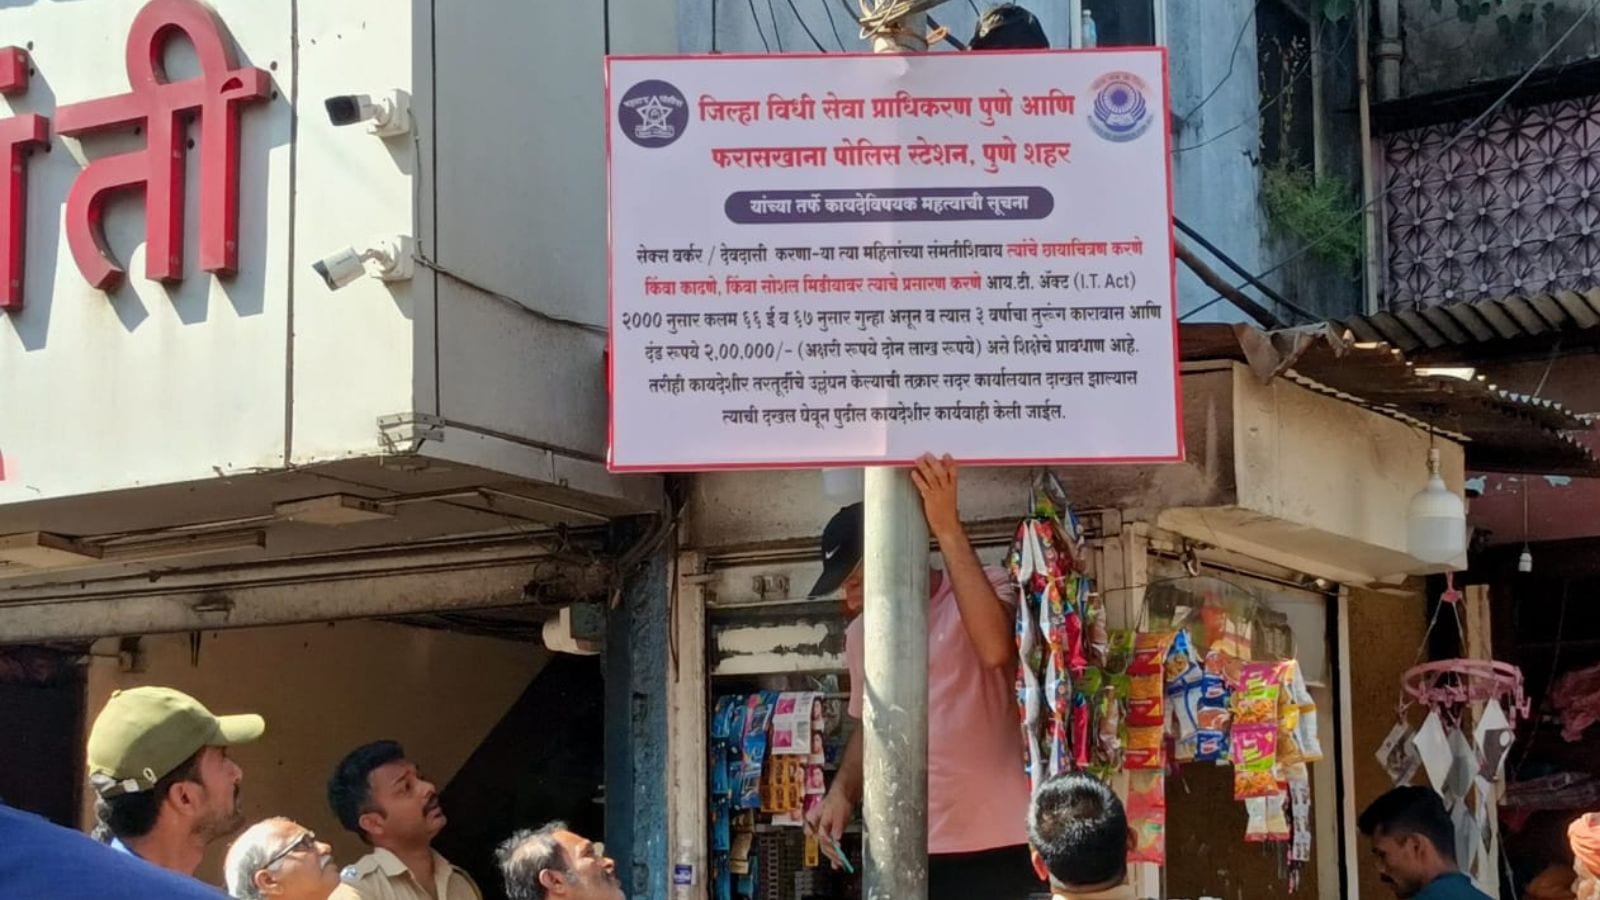 ती
जिल्हा विधी सेवा प्राधिकरण पुणे आणि
फरासखाना पोलिस स्टेशन, पुणे शहर
यांच्या तर्फे कायदेविषयक महत्वाची सूचना
सेक्स वर्कर / देवदासी करणा-या त्या महिलांच्या संमतीशिवाय त्यांचे छायाचित्रण करणे
किंवा काढणे, किंवा सोशल मिडीयावर त्याचे प्रसारण करणे आय.टी. ॲक्ट (I.T. Act)
२००० नुसार कलम ६६ ई व ६७ नुसार गुन्हा असून व त्यास ३ वर्षाचा तुरूंग कारावास आणि
दंड रूपये २,००,०००/- (अक्षरी रूपये दोन लाख रूपये) असे शिक्षेचे प्रावधाण आहे.
तरीही कायदेशीर तरतूदींचे उल्लंघन केल्याची तक्रार सदर कार्यालयात दाखल झाल्यास
त्याची दखल घेवून पुढील कायदेशीर कार्यवाही केली जाईल.